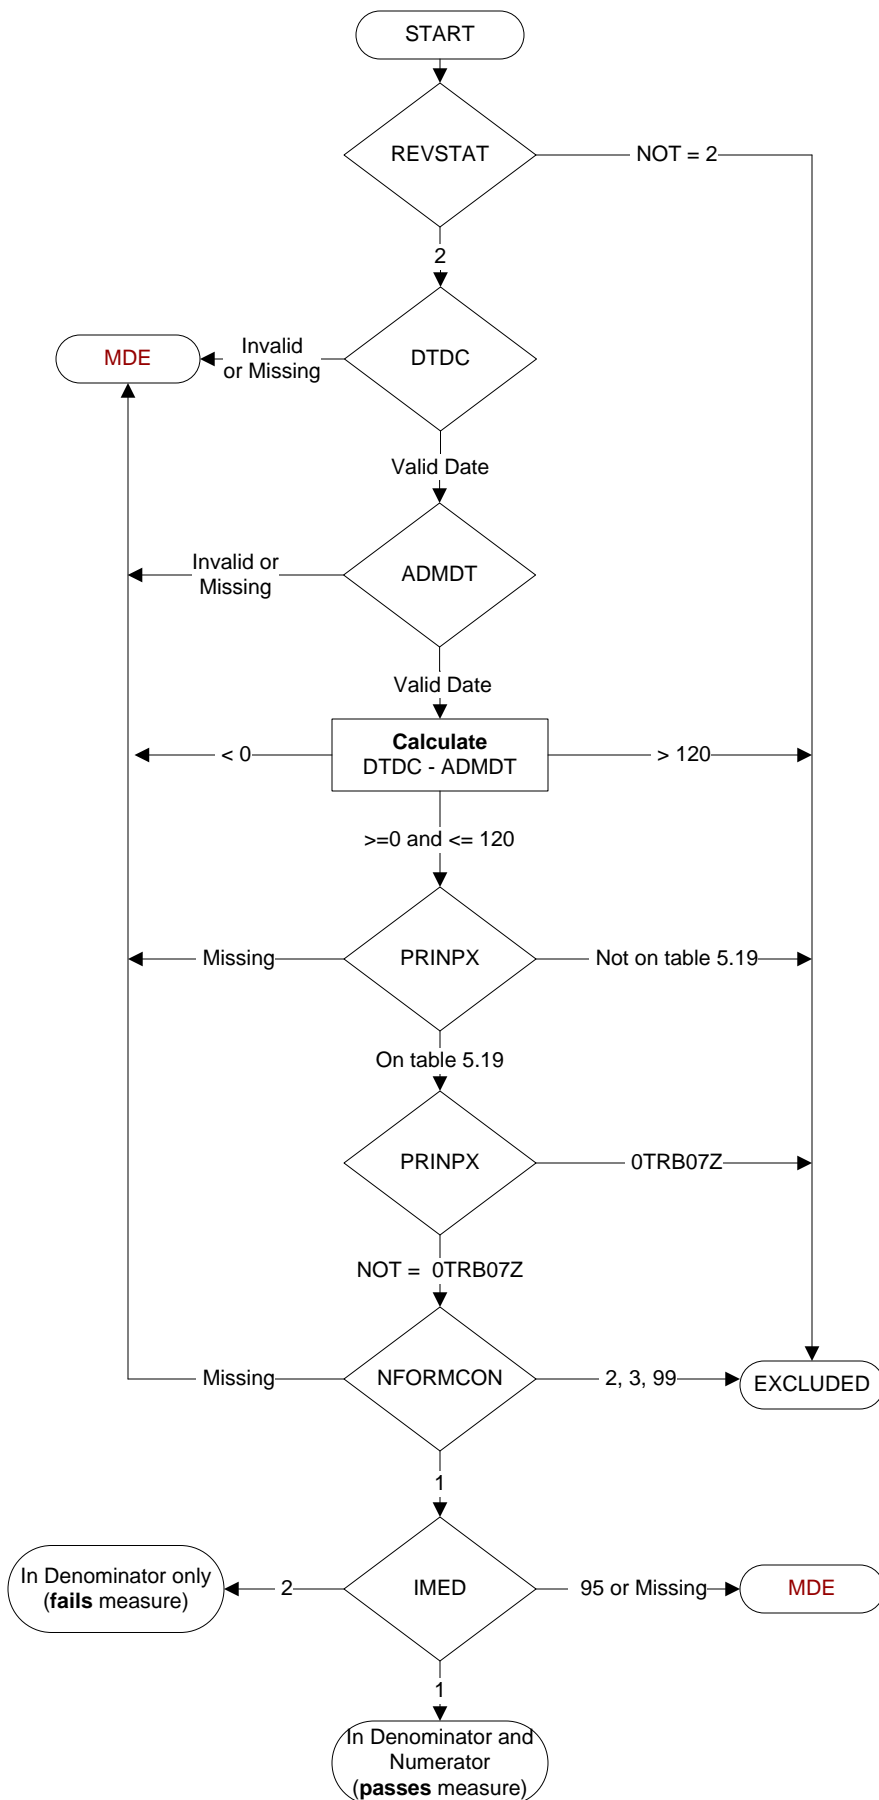 START
REVSTAT
NOT = 2
2
MDE
Invalid
or Missing
DTDC
Valid Date
Invalid or
Missing
ADMDT
Valid Date
< 0
Calculate
DTDC - ADMDT
> 120
>=0 and <= 120
Missing
PRINPX
Not on table 5.19
On table 5.19
PRINPX
0TRB07Z
NOT = 0TRB07Z
Missing
NFORMCON
2, 3, 99
EXCLUDED
1
In Denominator only
(fails measure)
2
IMED
95 or Missing
MDE
1
In Denominator and
Numerator
(passes measure)